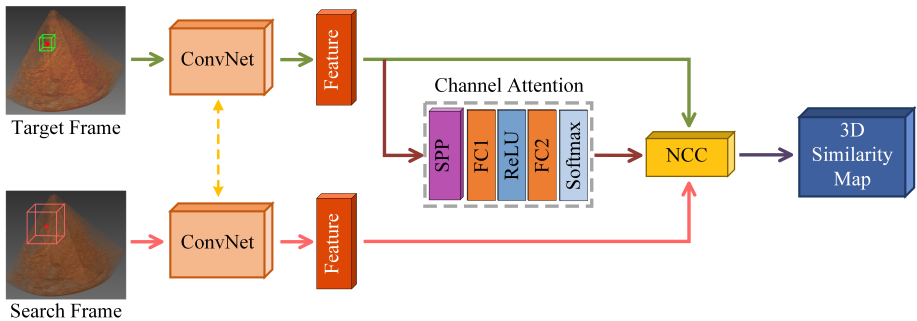 Target Frame
ConvNet
Feature
Channel Attention
SPP
FC1
ReLU
FC2
Softmax
NCC
3D
Similarity
Map
Search Frame
ConvNet
Feature